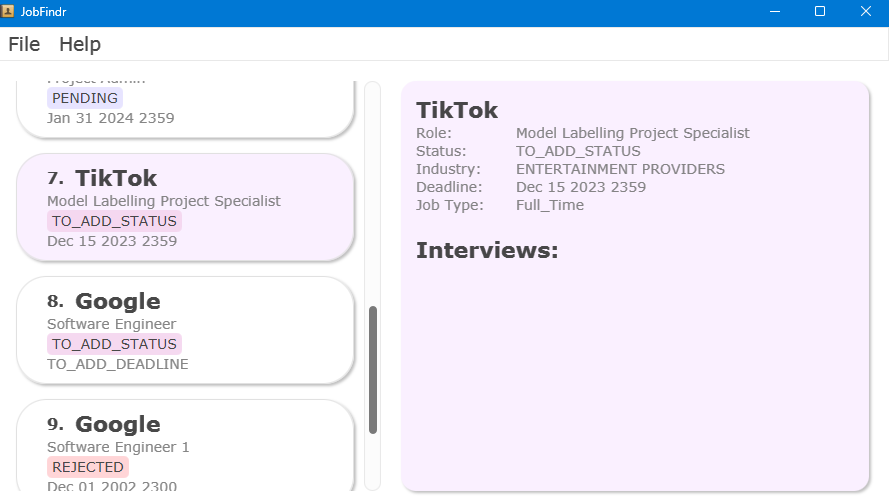 JobFindr
File Help
Project Admin
PENDING
Jan 31 2024 2359
7. TikTok
Model Labelling Project Specialist
TO_ADD_STATUS
Dec 15 2023 2359
8. Google
Software Engineer
TO_ADD_STATUS
TO_ADD_DEADLINE
9. Google
Software Engineer 1
REJECTED
Dec 01 2002 2300
TikTok
Role: Model Labelling Project Specialist
Status: TO_ADD_STATUS
Industry: ENTERTAINMENT PROVIDERS
Deadline: Dec 15 2023 2359
Job Type: Full_Time
Interviews: